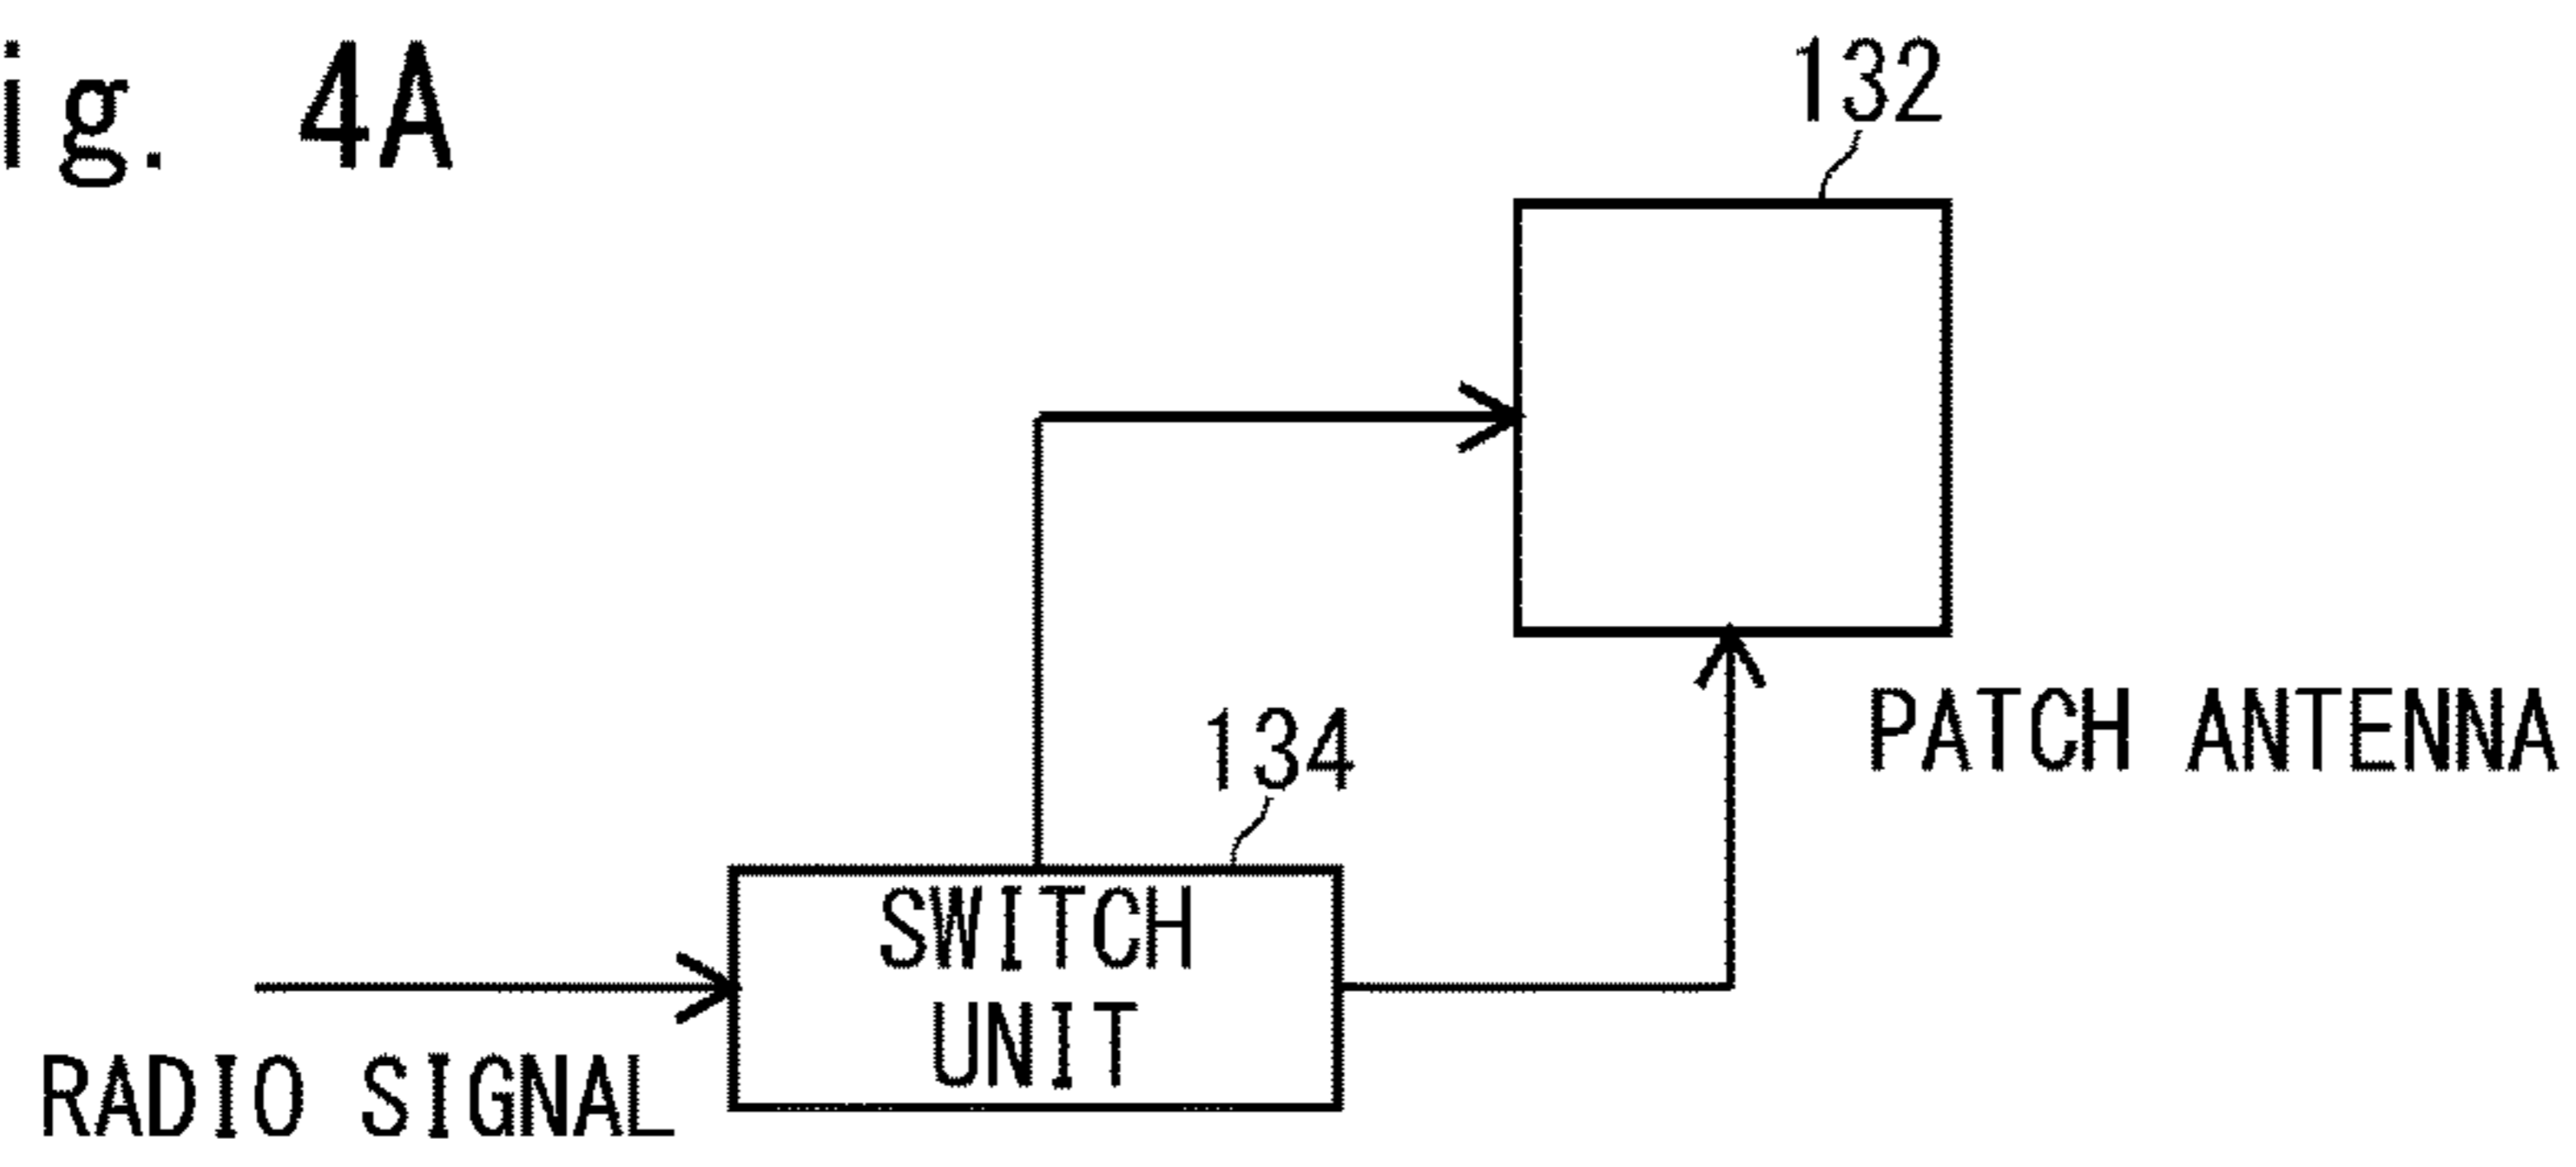 ig. 4A
132
134
PATCH ANTENNA
SWITCH
UNIT
RADIO SIGNAL